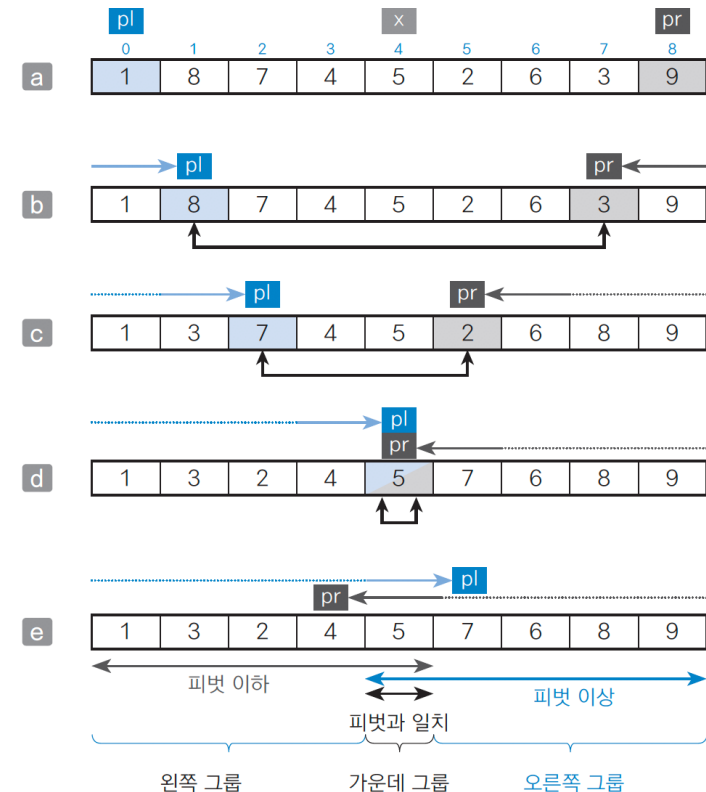 pl x pr
0 1 2 3 4 5 6 7 8
a 1 8 7 4 5 2 6 3 9
pl pr
b 1 8 7 4 5 2 6 3 9
pl pr
c 1 3 7 4 5 2 6 8 9
pl
pr
d 1 3 2 4 5 7 6 8 9
pl
pr
e 1 3 2 4 5 7 6 8 9
피벗 이하
피벗 이상
피벗과 일치
왼쪽 그룹 가운데 그룹 오른쪽 그룹